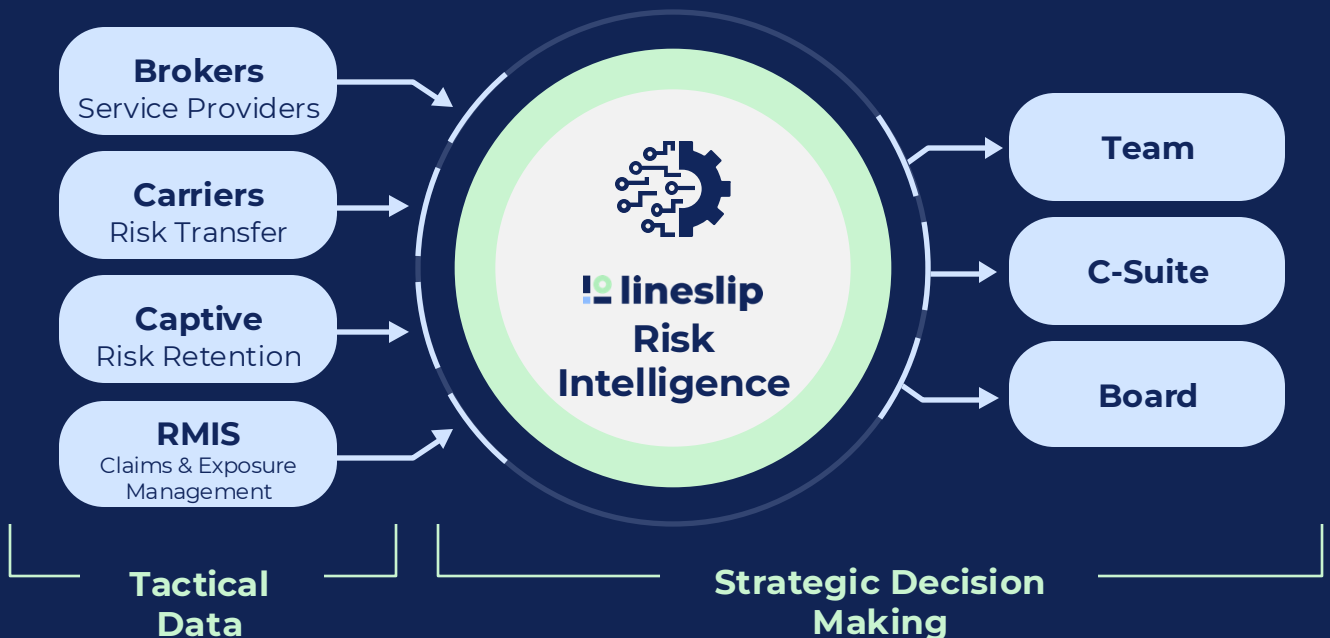 Brokers
Service Providers
Carriers
Risk Transfer
Captive
Risk Retention
RMIS
Claims & Exposure
Management
lineslip
Risk
Intelligence
Team
C-Suite
Board
Tactical
Data
Strategic Decision
Making